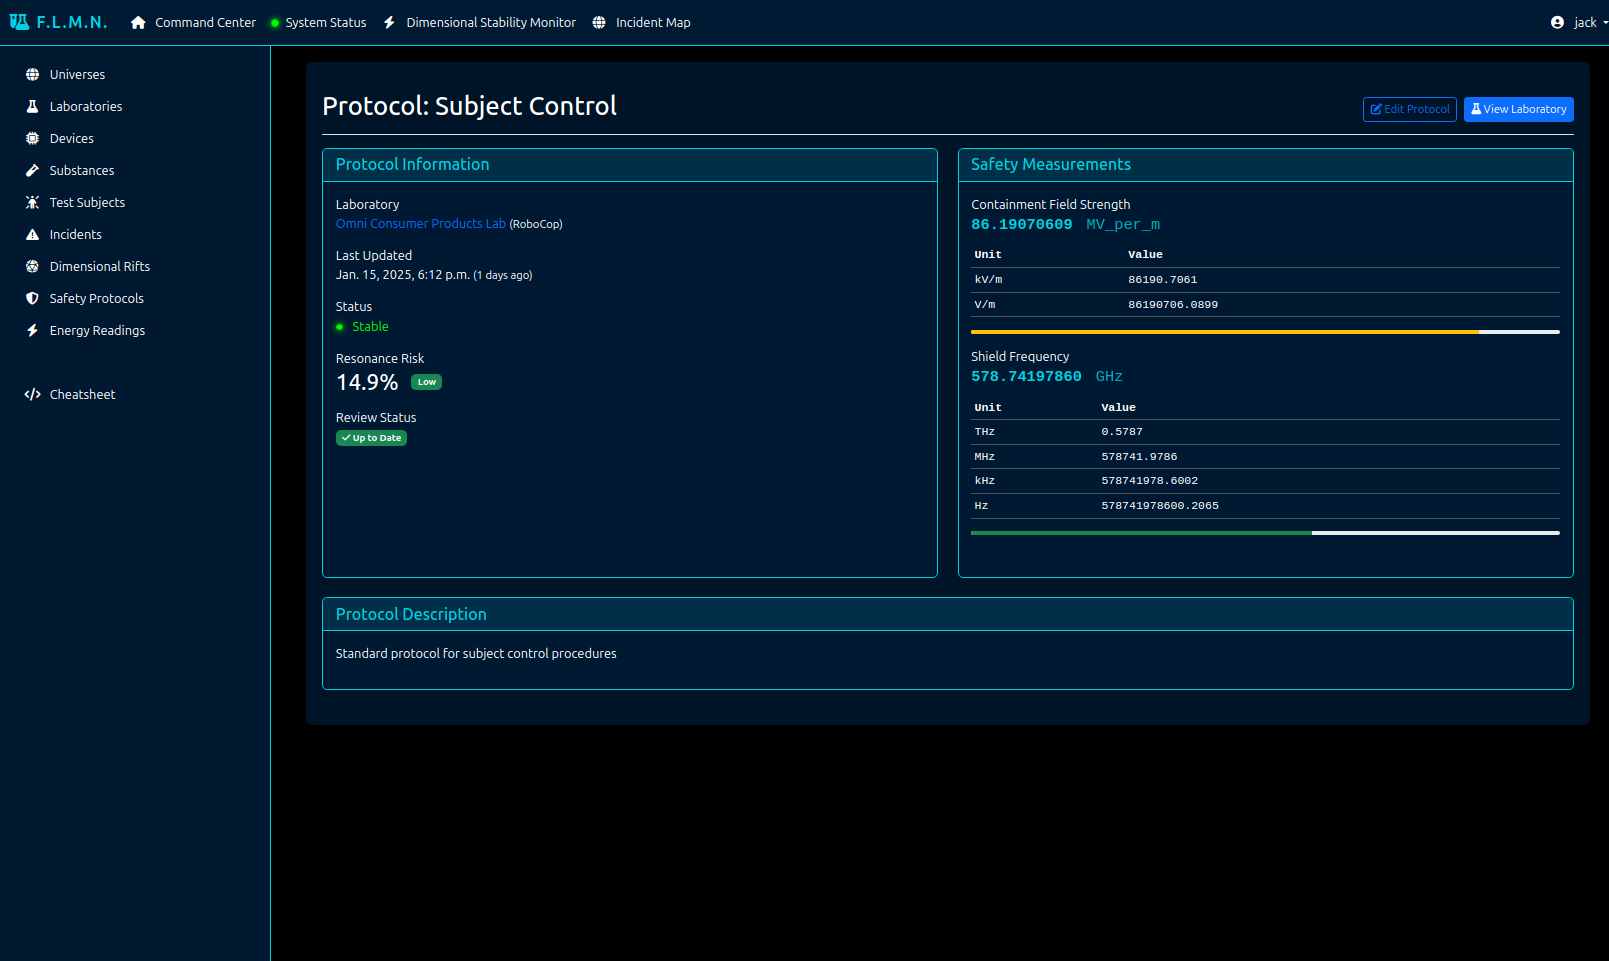 F.L.M.N. Command Center System Status Dimensional Stability Monitor Incident Map jack
Universes
Laboratories
Devices
Substances
Test Subjects
Incidents
Dimensional Rifts
Safety Protocols
Energy Readings
Cheatsheet
Protocol: Subject Control
Edit Protocol View Laboratory
Protocol Information
Laboratory
Omni Consumer Products Lab (RoboCop)
Last Updated
Jan. 15, 2025, 6:12 p.m. (1 days ago)
Status
Stable
Resonance Risk
14.9% Low
Review Status
Up to Date
Safety Measurements
Containment Field Strength
86.19070609 MV_per_m
Unit Value
kV/m 86190.7061
V/m 86190706.0899
Shield Frequency
578.74197860 GHz
Unit Value
THz 0.5787
MHz 578741.9786
kHz 578741978.6002
Hz 578741978600.2065
Protocol Description
Standard protocol for subject control procedures